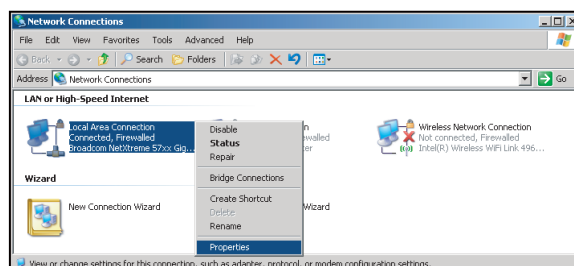 Network Connections
File Edit View Favorites Tools Advanced Help
Back Search Folders
Address Network Connections Go
LAN or High-Speed Internet
Local Area Connection
Connected, Firewalled
Broadcom NetXtreme 57xx Gig...
Disable
Status
Repair
Bridge Connections
Create Shortcut
Delete
Rename
Properties
Wireless Network Connection
Not connected, Firewalled
Intel(R) Wireless WiFi Link 496...
Wizard
New Connection Wizard
Wizard
View or change settings for this connection, such as adapter, protocol, or modem configuration settings.